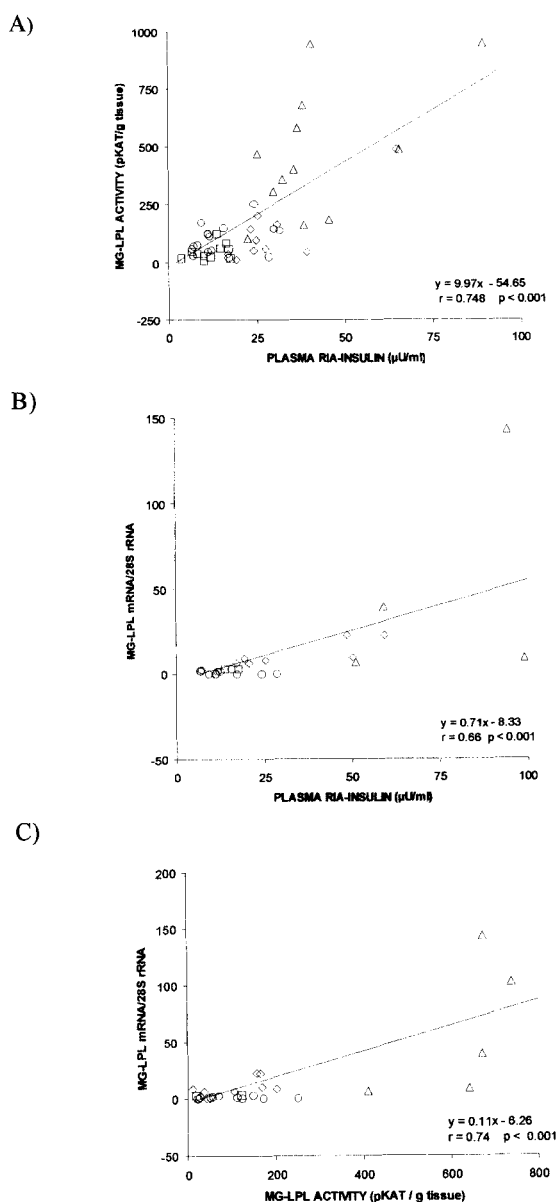 A)
MG-LPL ACTIVITY (pKAT/g tissue)
1000
750
500
250
0
-250
0
25
50
75
100
y = 9.97x - 54.65
r = 0.748 p < 0.001
PLASMA RIA-INSULIN (µU/ml)
B)
MG-LPL mRNA/28S rRNA
150
100
50
0
-50
0
25
50
75
100
y = 0.71x - 8.33
r = 0.66 p < 0.001
PLASMA RIA-INSULIN (µU/ml)
C)
MG-LPL mRNA/28S rRNA
200
150
100
50
0
-50
0
200
400
600
800
y = 0.11x - 6.26
r = 0.74 p < 0.001
MG-LPL ACTIVITY (pKAT / g tissue)